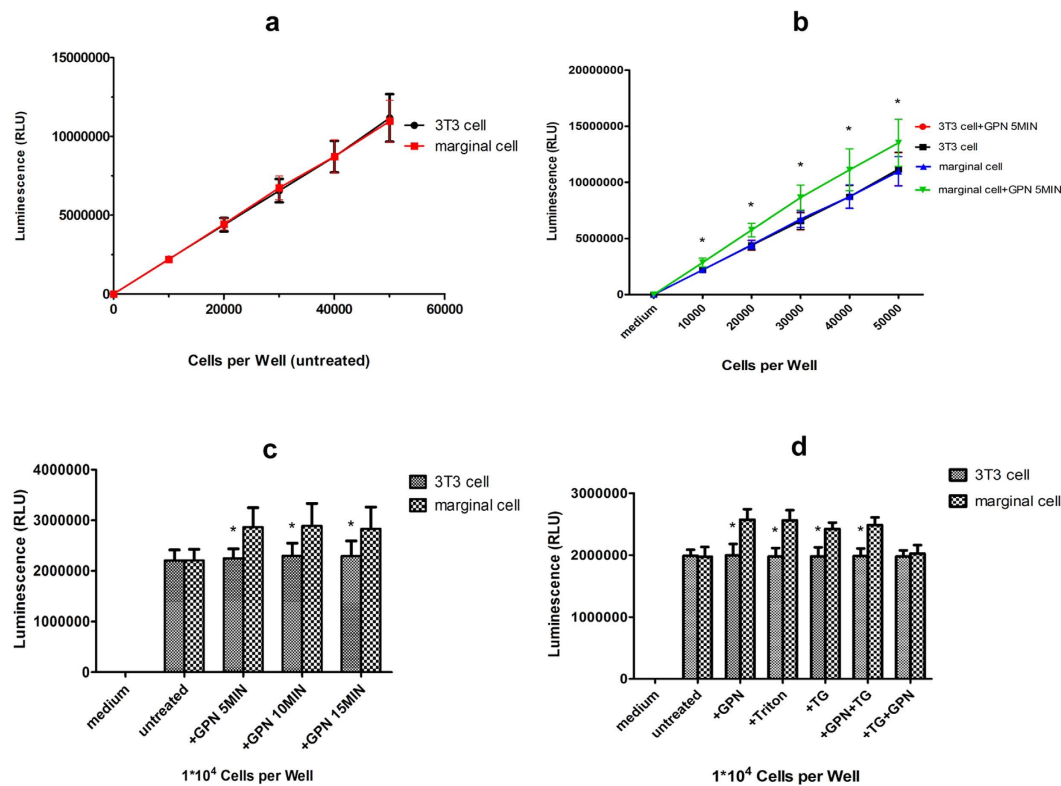 a
15000000
10000000
5000000
0
Luminescence (RLU)
0
20000
40000
60000
Cells per Well (untreated)
3T3 cell
marginal cell
b
20000000
15000000
10000000
5000000
0
Luminescence (RLU)
* * * * *
medium
10000
20000
30000
40000
50000
Cells per Well
3T3 cell+GPN 5MIN
3T3 cell
marginal cell
marginal cell+GPN 5MIN
c
4000000
3000000
2000000
1000000
0
Luminescence (RLU)
* * *
medium
untreated
+GPN 5MIN
+GPN 10MIN
+GPN 15MIN
1*10⁴ Cells per Well
3T3 cell
marginal cell
d
3000000
2000000
1000000
0
Luminescence (RLU)
* * * *
medium
untreated
+GPN
+Triton
+TG
+GPN+TG
+TG+GPN
1*10⁴ Cells per Well
3T3 cell
marginal cell